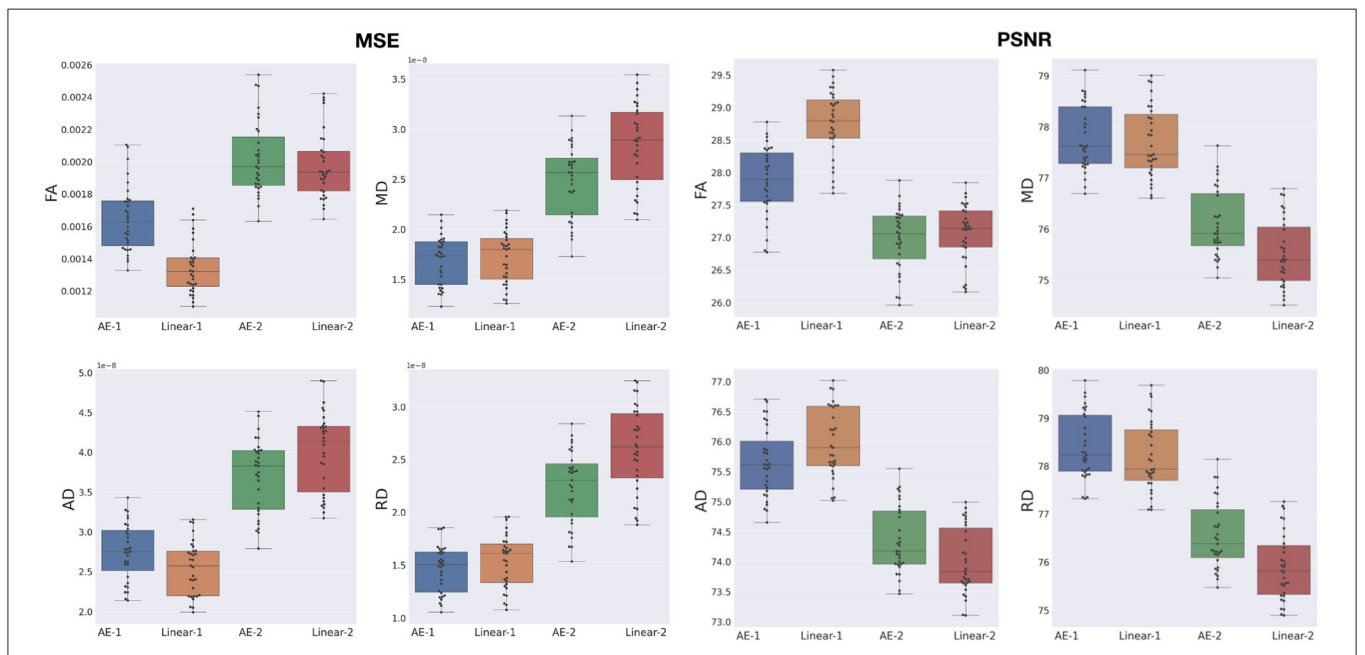 MSE
PSNR
0.0026
0.0024
0.0022
0.0020
0.0018
0.0016
0.0014
0.0012
FA
AE-1 Linear-1 AE-2 Linear-2
1e−8
3.5
3.0
2.5
2.0
1.5
MD
AE-1 Linear-1 AE-2 Linear-2
29.5
29.0
28.5
28.0
27.5
27.0
26.5
26.0
FA
AE-1 Linear-1 AE-2 Linear-2
79
78
77
76
75
MD
AE-1 Linear-1 AE-2 Linear-2
1e−8
5.0
4.5
4.0
3.5
3.0
2.5
2.0
AD
AE-1 Linear-1 AE-2 Linear-2
1e−8
3.0
2.5
2.0
1.5
1.0
RD
AE-1 Linear-1 AE-2 Linear-2
77.0
76.5
76.0
75.5
75.0
74.5
74.0
73.5
73.0
AD
AE-1 Linear-1 AE-2 Linear-2
80
79
78
77
76
75
RD
AE-1 Linear-1 AE-2 Linear-2